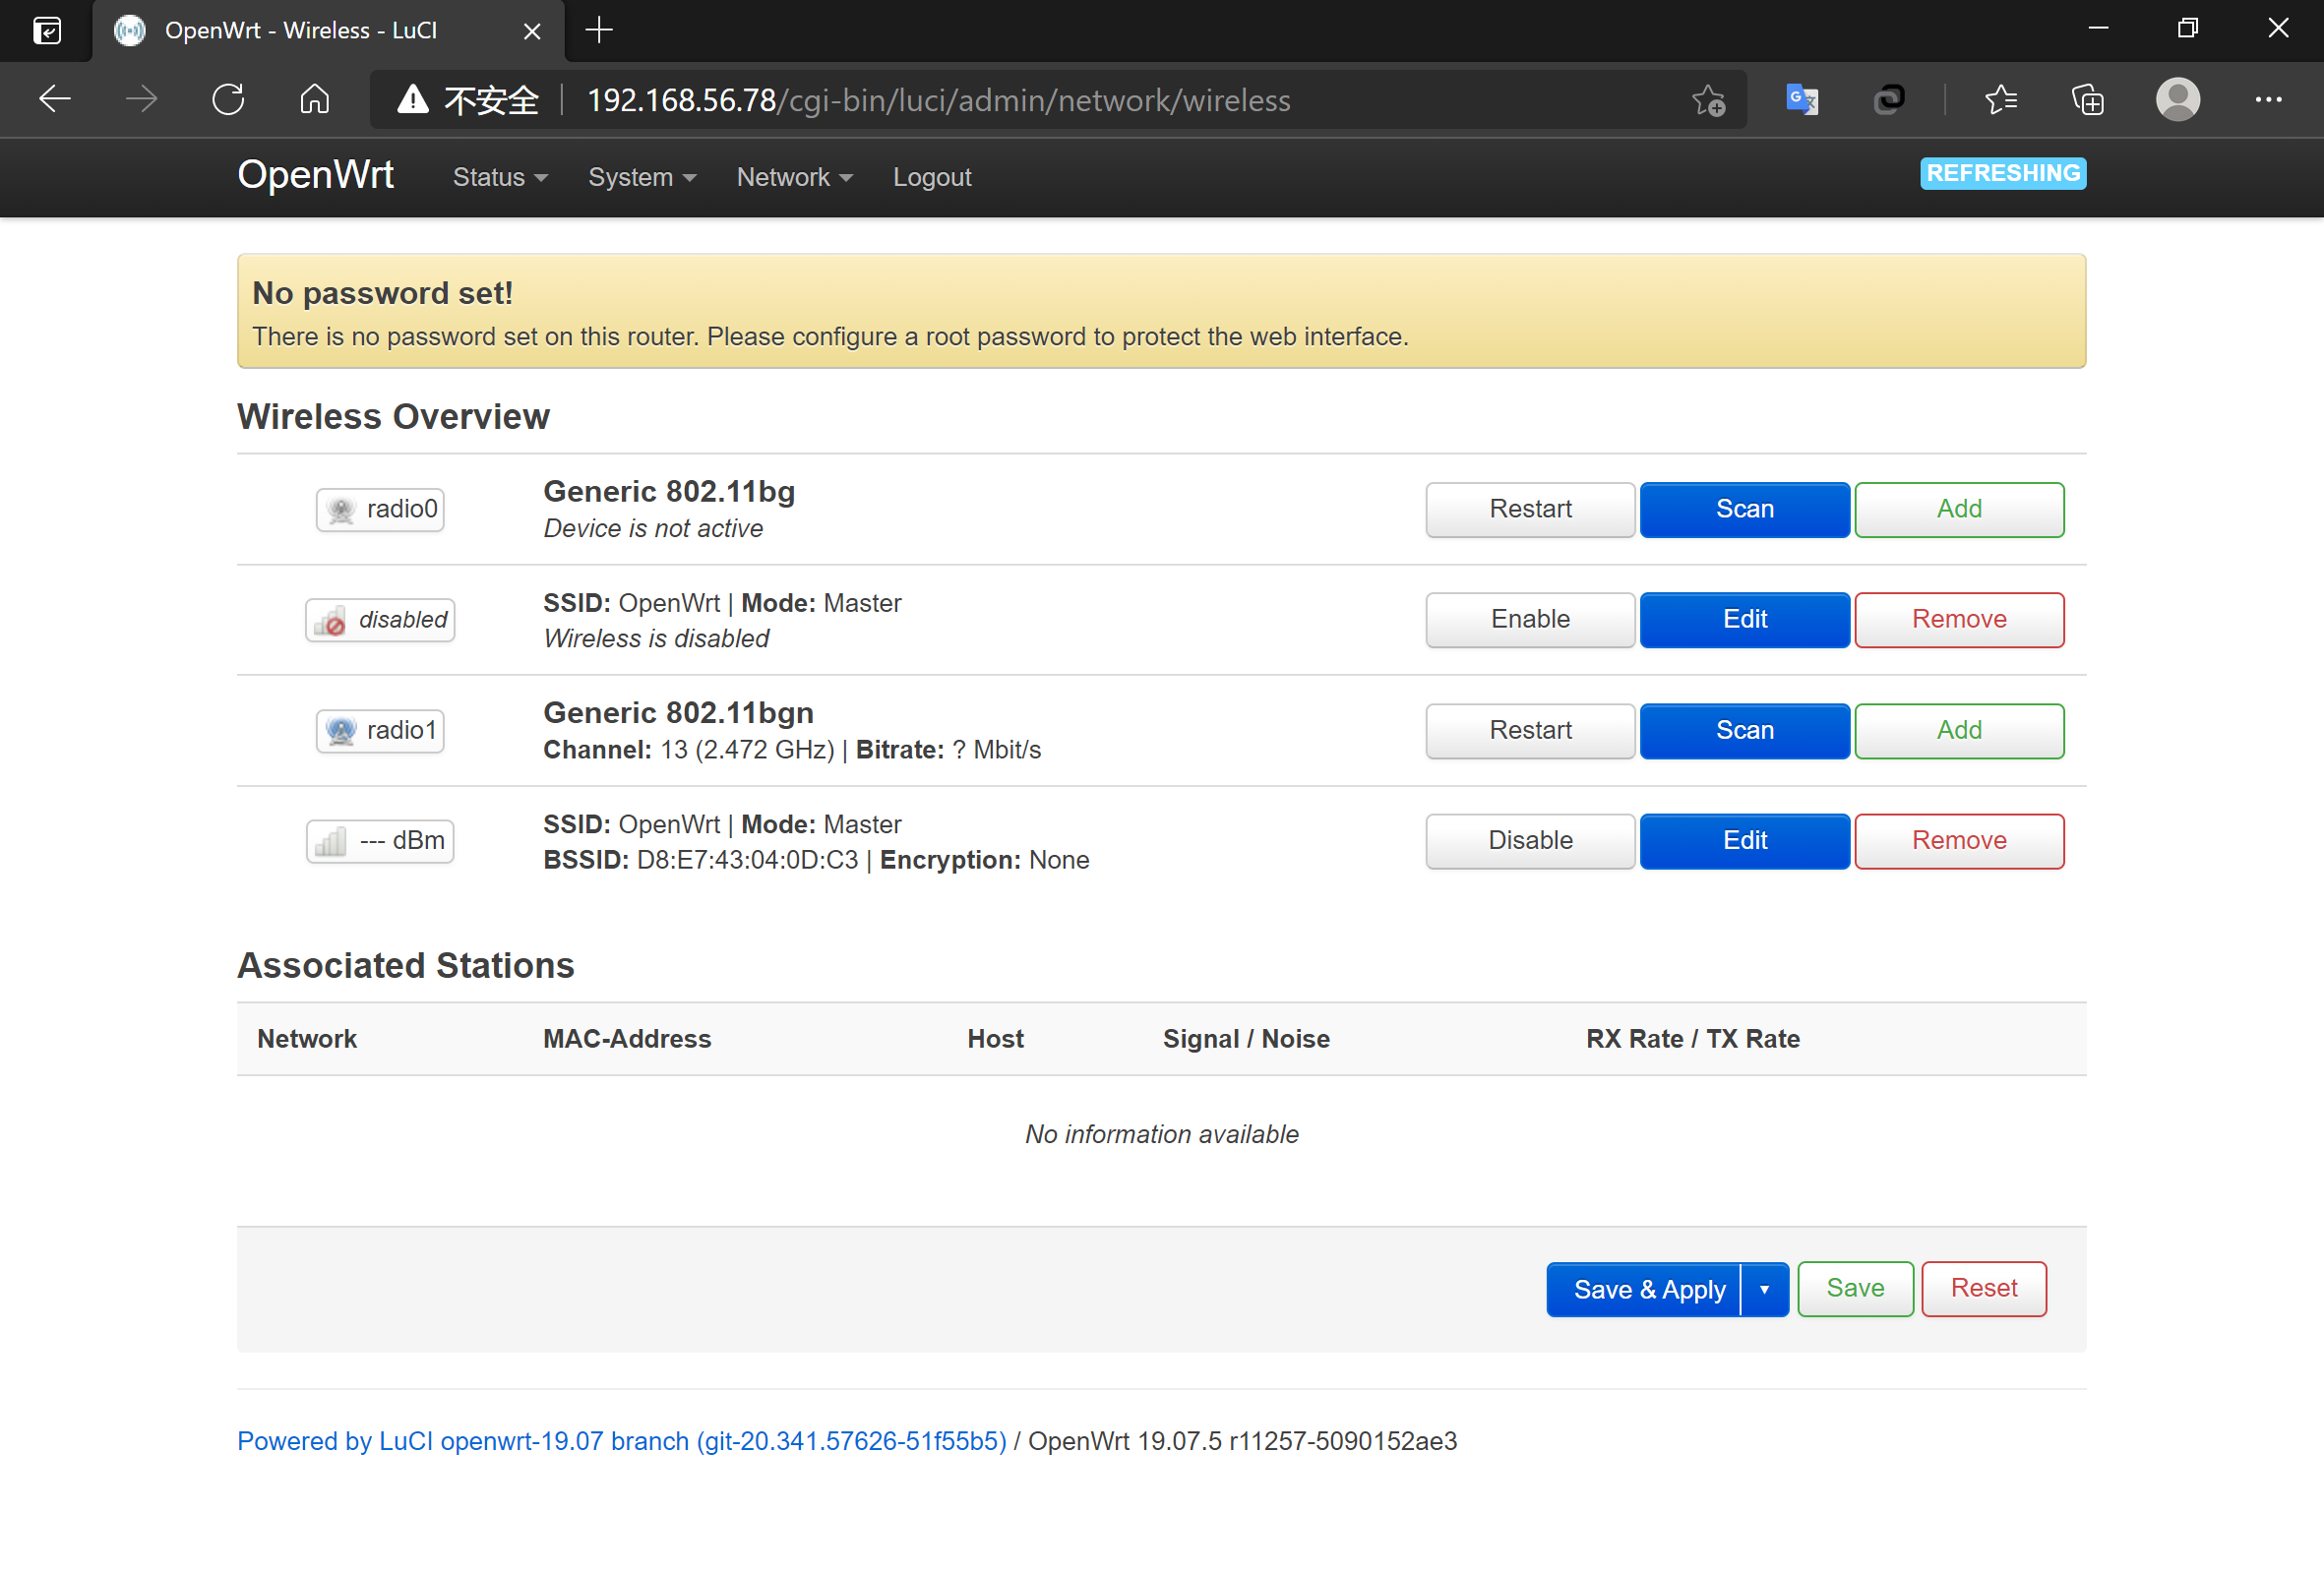 OpenWrt - Wireless - LuCI
不安全 192.168.56.78/cgi-bin/luci/admin/network/wireless
OpenWrt Status System Network Logout REFRESHING
No password set!
There is no password set on this router. Please configure a root password to protect the web interface.
Wireless Overview
radio0 Generic 802.11bg Restart Scan Add
Device is not active
disabled SSID: OpenWrt | Mode: Master Enable Edit Remove
Wireless is disabled
radio1 Generic 802.11bgn Restart Scan Add
Channel: 13 (2.472 GHz) | Bitrate: ? Mbit/s
--- dBm SSID: OpenWrt | Mode: Master Disable Edit Remove
BSSID: D8:E7:43:04:0D:C3 | Encryption: None
Associated Stations
Network MAC-Address Host Signal / Noise RX Rate / TX Rate
No information available
Save & Apply Save Reset
Powered by LuCI openwrt-19.07 branch (git-20.341.57626-51f55b5) / OpenWrt 19.07.5 r11257-5090152ae3